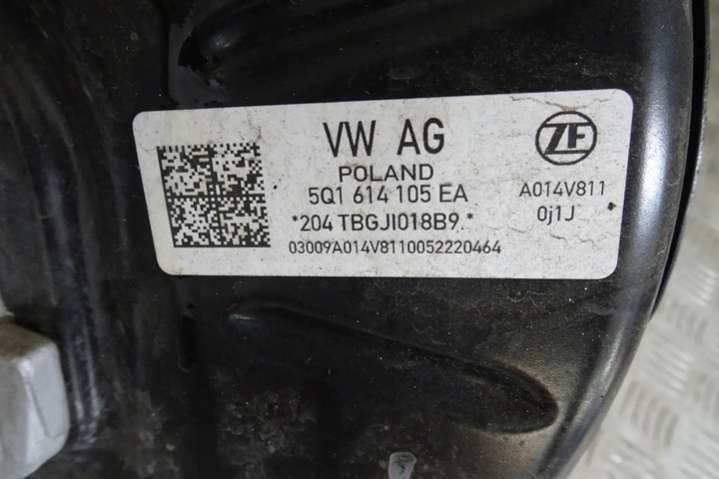 VW AG
ZF
POLAND
5Q1 614 105 EA
A014V811
*204 TBGJI018B9.*
0j1J
03009A014V8110052220464